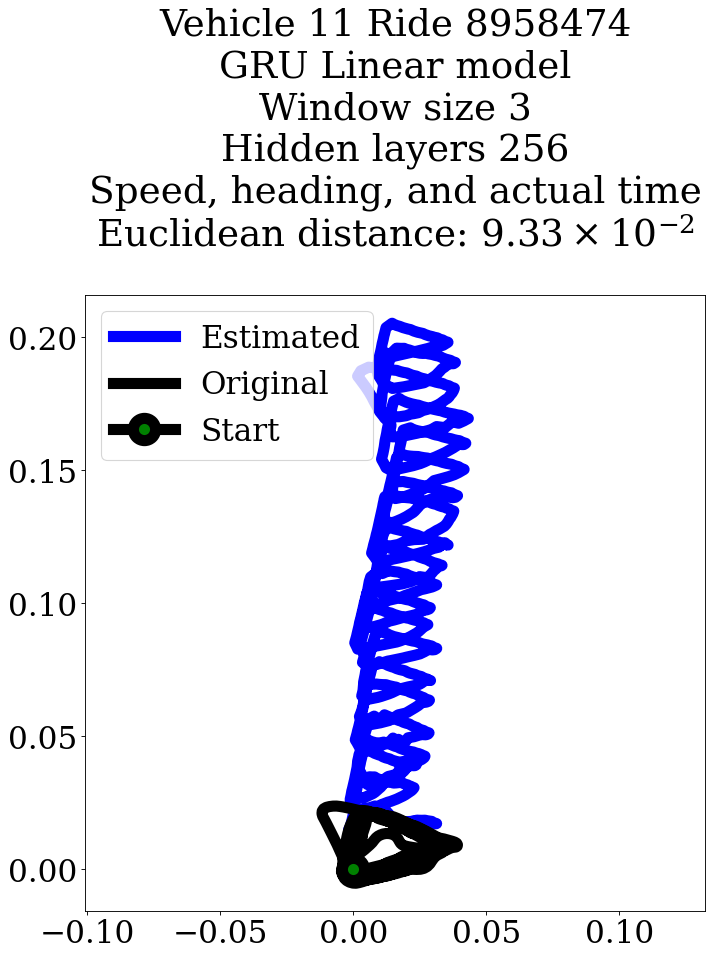 Vehicle 11 Ride 8958474
GRU Linear model
Window size 3
Hidden layers 256
Speed, heading, and actual time
Euclidean distance: 9.33 × 10⁻²
Estimated
Original
Start
0.20
0.15
0.10
0.05
0.00
−0.10 −0.05 0.00 0.05 0.10